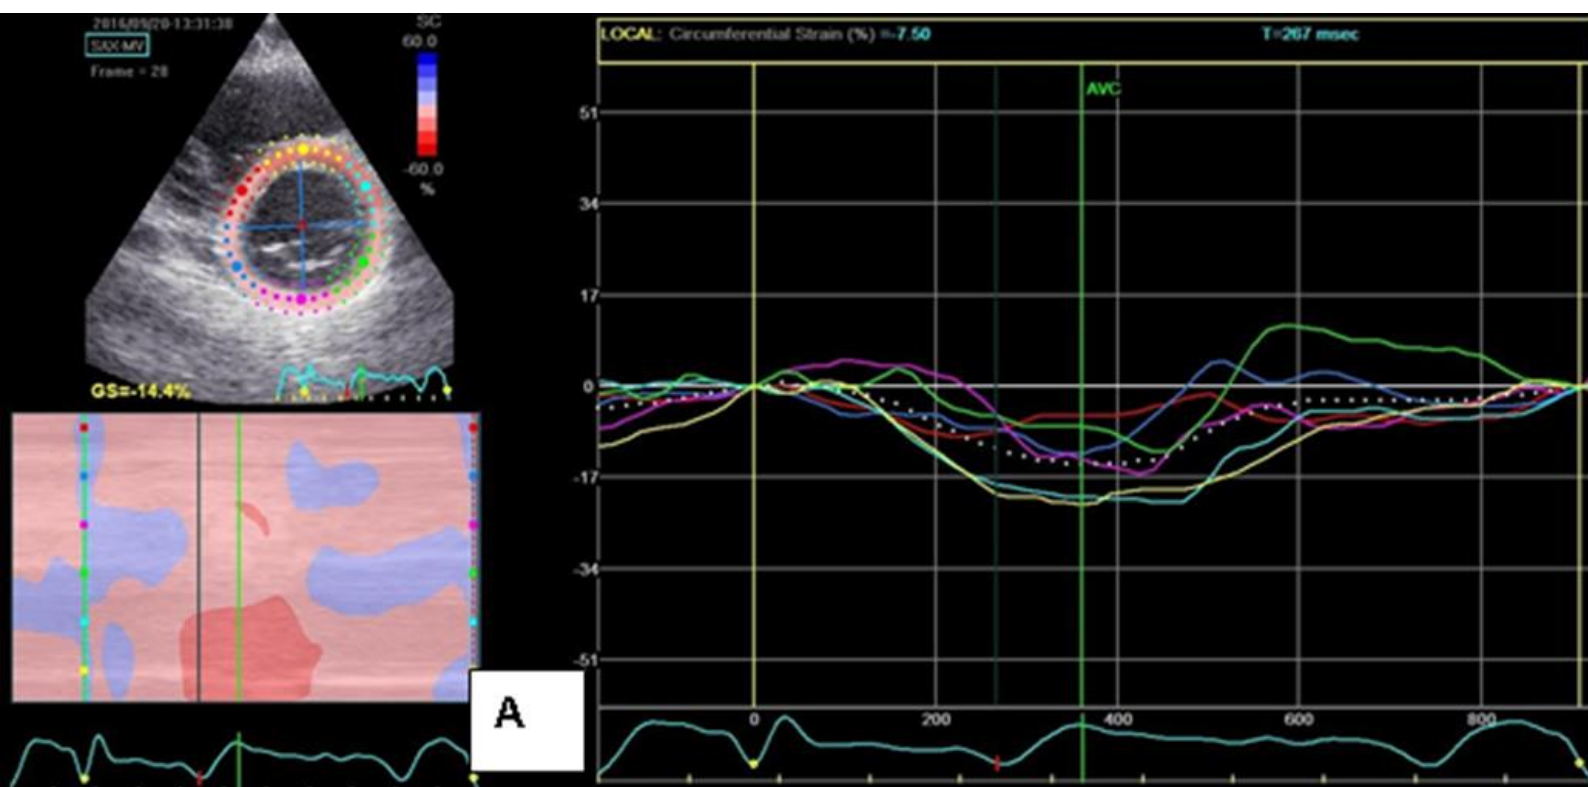 2016/09/20-13:31:38
SAX-MV
Frame = 28
SC
60.0
-60.0
%
GS=-14.4%
A
LOCAL: Circumferential Strain (%) =-7.50
T=267 msec
AVC
51
34
17
0
-17
-34
-51
0 200 400 600 800